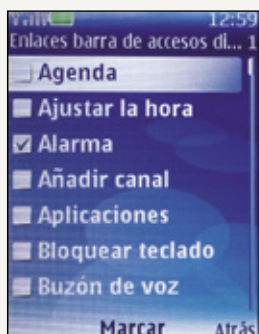 12:59
Enlaces barra de accesos di... 1
Agenda
Ajustar la hora
Alarma
Añadir canal
Aplicaciones
Bloquear teclado
Buzón de voz
Marcar Atrás